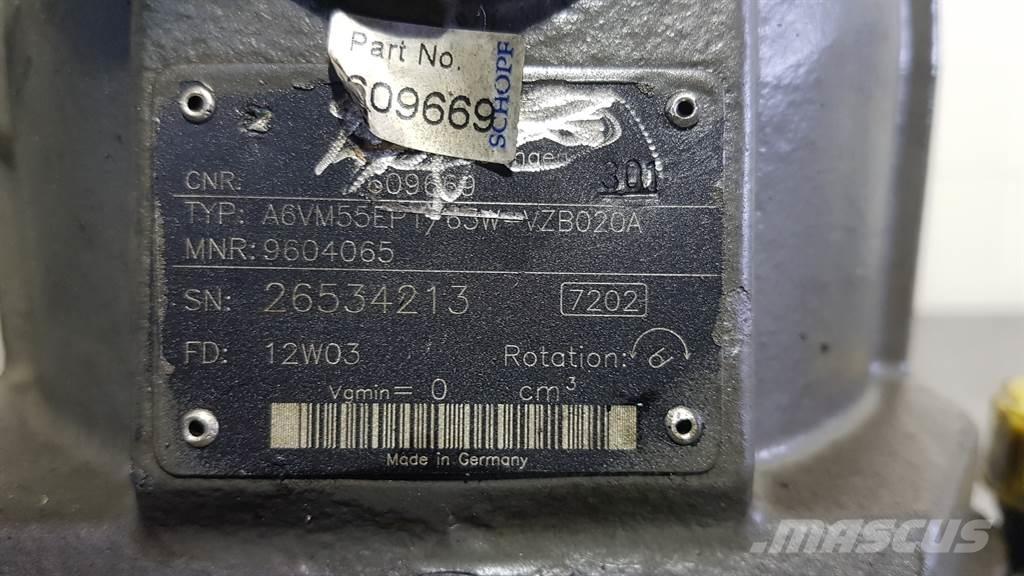 Part No.
609669
SCHOPF
301
CNR: 609669
TYP: A6VM55EP1/63W-VZB020A
MNR: 9604065
SN: 26534213 7202
FD: 12W03 Rotation:
Vgmin= 0 cm³
Made in Germany
MASCUS